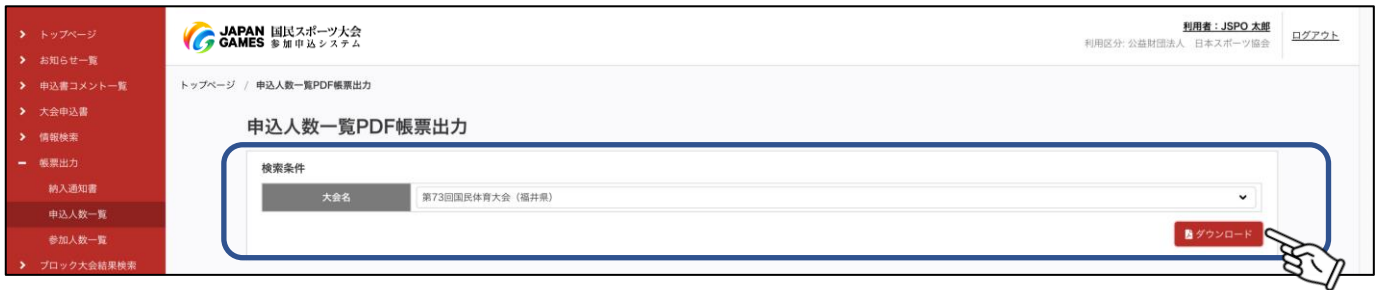 トップページ
お知らせ一覧
申込書コメント一覧
大会申込書
情報検索
帳票出力
納入通知書
申込人数一覧
参加人数一覧
ブロック大会結果検索
JAPAN GAMES
国民スポーツ大会
参加申込システム
利用者：JSPO 太郎
利用区分: 公益財団法人 日本スポーツ協会
ログアウト
トップページ / 申込人数一覧PDF帳票出力
申込人数一覧PDF帳票出力
検索条件
大会名 第73回国民体育大会（福井県）
ダウンロード